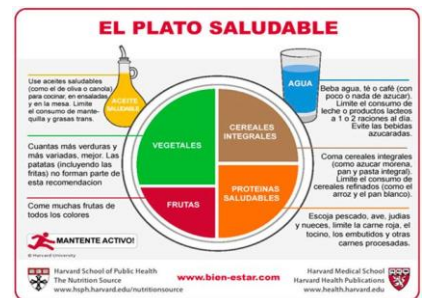 EL PLATO SALUDABLE
Use aceites saludables
(como el de oliva o canola)
para cocinar, en ensaladas
y en la mesa. Limite
el consumo de mante-
quilla y grasas trans.
ACEITE
SALUDABLE
AGUA
Beba agua, té o café (con
poco o nada de azucar).
Limite el consumo de
leche o productos lacteos
a 1 o 2 raciones al día.
Evite las bebidas
azucaradas.
VEGETALES
CEREALES
INTEGRALES
Cuantas más verduras y
más variadas, mejor. Las
patatas (incluyendo las
fritas) no forman parte de
esta recomendacion
Coma cereales integrales
(como azucar morena,
pan y pasta integral).
Limite el consumo de
cereales refinados (como el
arroz y el pan blanco).
FRUTAS
PROTEINAS
SALUDABLES
Come muchas frutas de
todos los colores
Escoja pescado, ave, judias
y nueces, limite la carne roja, el
tocino, los embutidos y otras
carnes procesadas.
MANTENTE ACTIVO!
© Harvard University
Harvard School of Public Health
The Nutrition Source
www.hsph.harvard.edu/nutritionsource
www.bien-estar.com
Harvard Medical School
Harvard Health Publications
www.health.harvard.edu